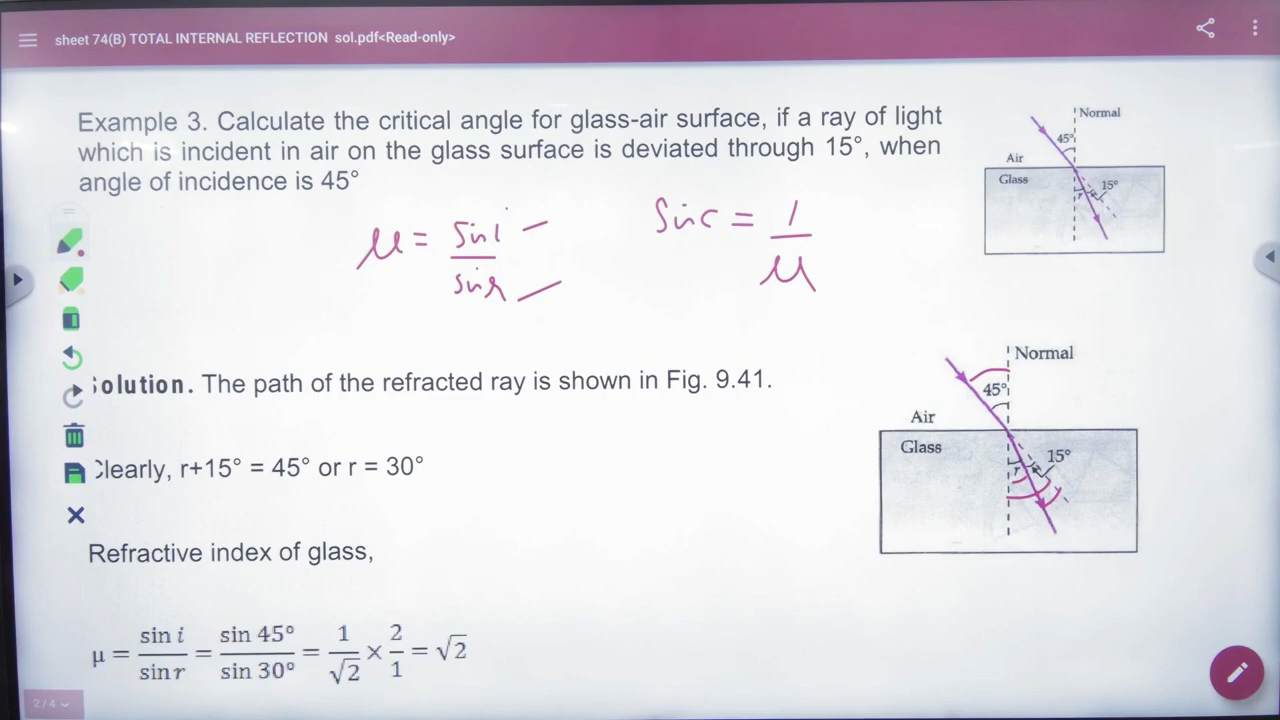 sheet 74(B) TOTAL INTERNAL REFLECTION sol.pdf<Read-only>
Example 3. Calculate the critical angle for glass-air surface, if a ray of light
which is incident in air on the glass surface is deviated through 15°, when
angle of incidence is 45°
Normal
45°
Air
Glass
r
15°
μ = sin i / sin r
sin c = 1 / μ
olution. The path of the refracted ray is shown in Fig. 9.41.
Normal
45°
Air
Glass
r
15°
Clearly, r+15° = 45° or r = 30°
Refractive index of glass,
μ = sin i / sin r = sin 45° / sin 30° = 1/√2 × 2/1 = √2
2/4